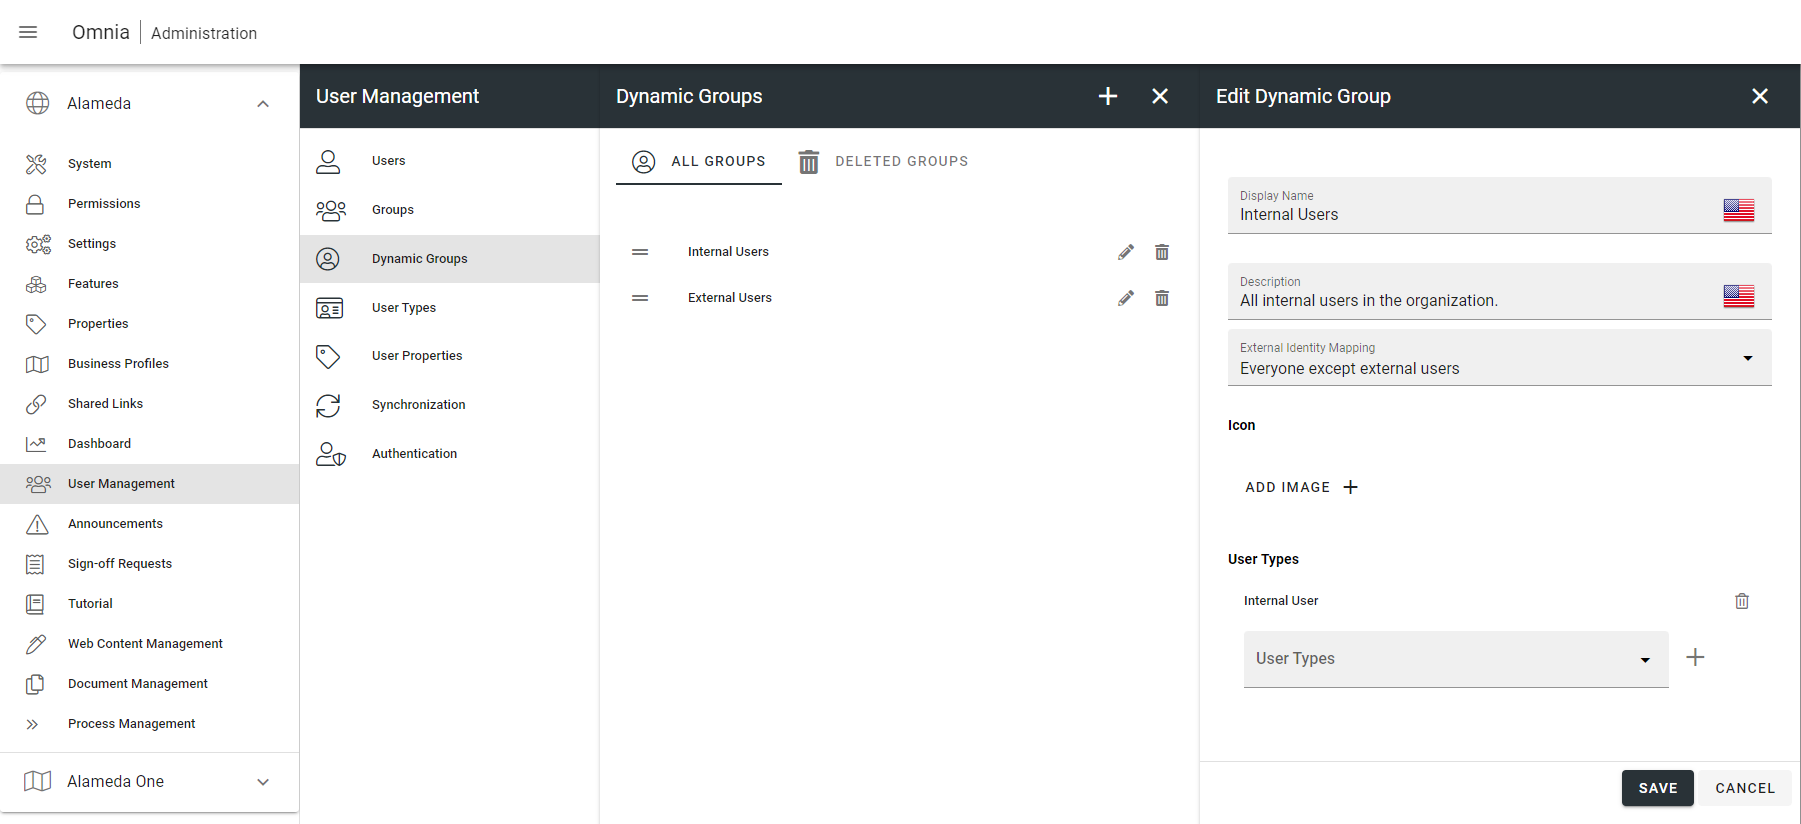 Omnia
Administration
Alameda
System
Permissions
Settings
Features
Properties
Business Profiles
Shared Links
Dashboard
User Management
Announcements
Sign-off Requests
Tutorial
Web Content Management
Document Management
Process Management
Alameda One
User Management
Users
Groups
Dynamic Groups
User Types
User Properties
Synchronization
Authentication
Dynamic Groups
ALL GROUPS
DELETED GROUPS
Internal Users
External Users
Edit Dynamic Group
Display Name
Internal Users
Description
All internal users in the organization.
External Identity Mapping
Everyone except external users
Icon
ADD IMAGE
User Types
Internal User
User Types
SAVE
CANCEL